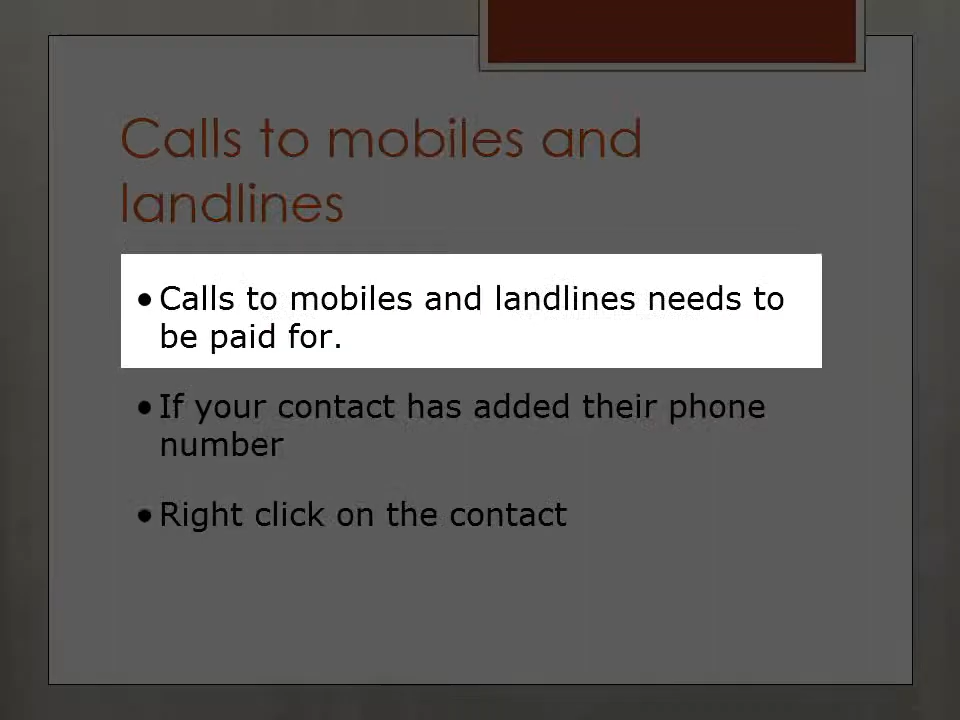 Calls to mobiles and
landlines
• Calls to mobiles and landlines needs to
be paid for.
• If your contact has added their phone
number
• Right click on the contact